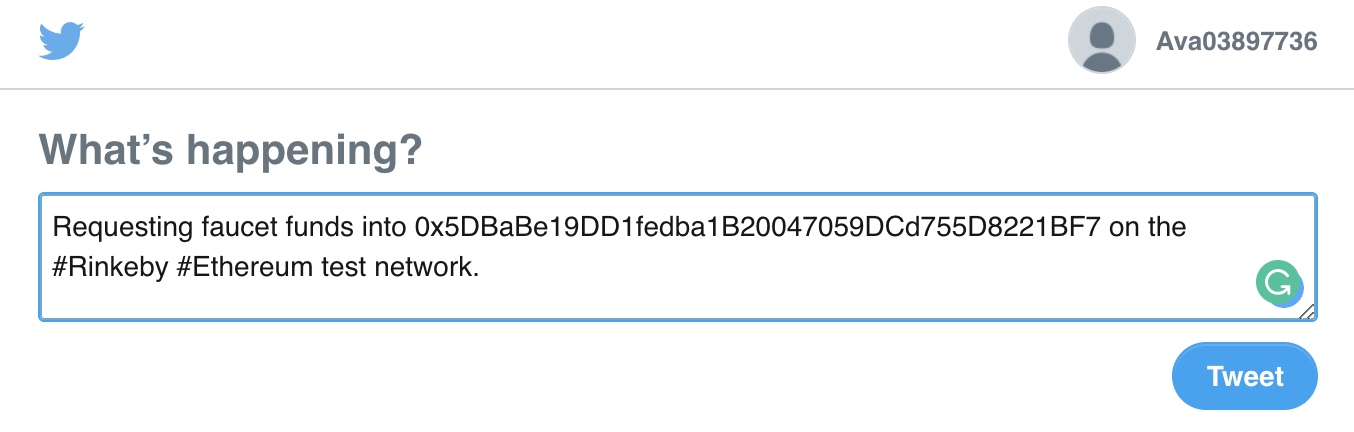 Ava03897736
What’s happening?
Requesting faucet funds into 0x5DBaBe19DD1fedba1B20047059DCd755D8221BF7 on the
#Rinkeby #Ethereum test network.
Tweet